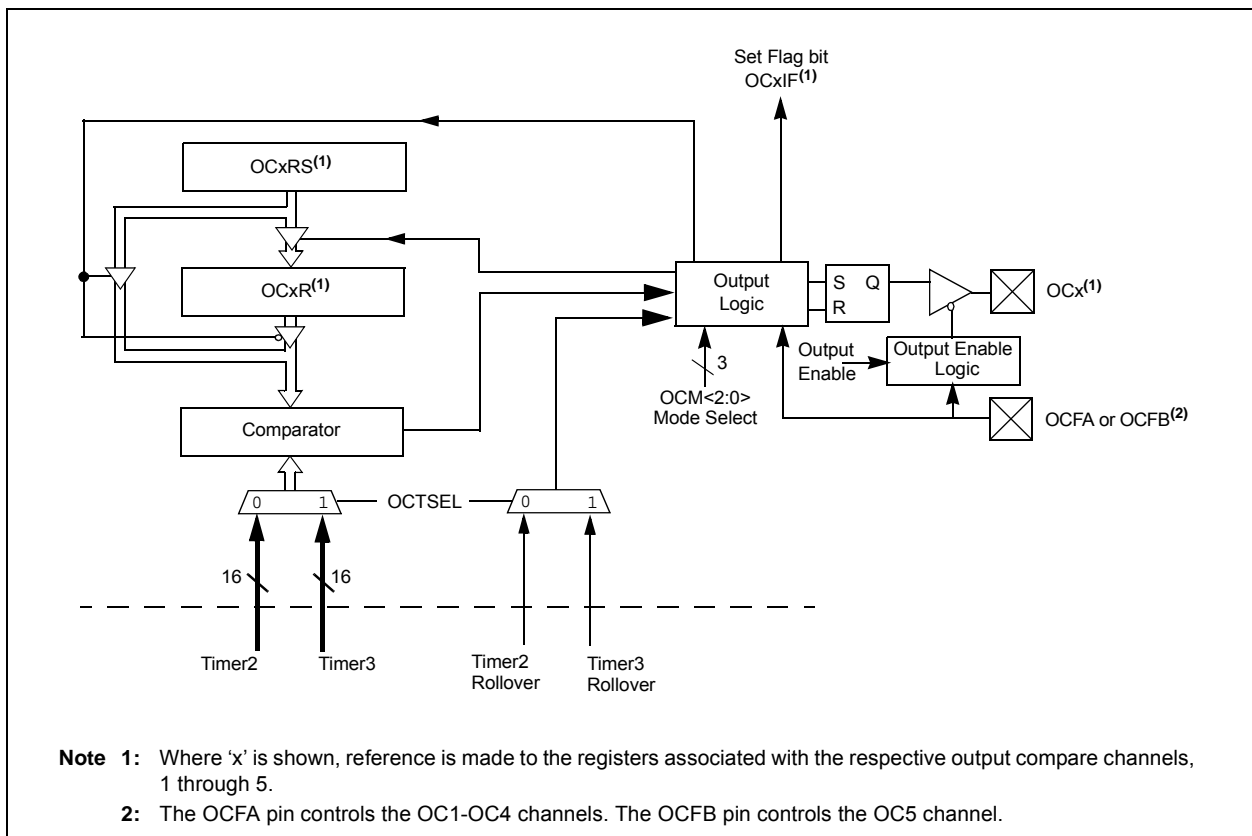 Set Flag bit
OCxIF(1)
OCxRS(1)
OCxR(1)
Output
Logic
S Q
R
OCx(1)
Output
Enable
Output Enable
Logic
3
OCM<2:0>
Mode Select
OCFA or OCFB(2)
Comparator
0 1
OCTSEL
0 1
16
16
Timer2
Timer3
Timer2
Rollover
Timer3
Rollover
Note 1: Where ‘x’ is shown, reference is made to the registers associated with the respective output compare channels,
1 through 5.
2: The OCFA pin controls the OC1-OC4 channels. The OCFB pin controls the OC5 channel.